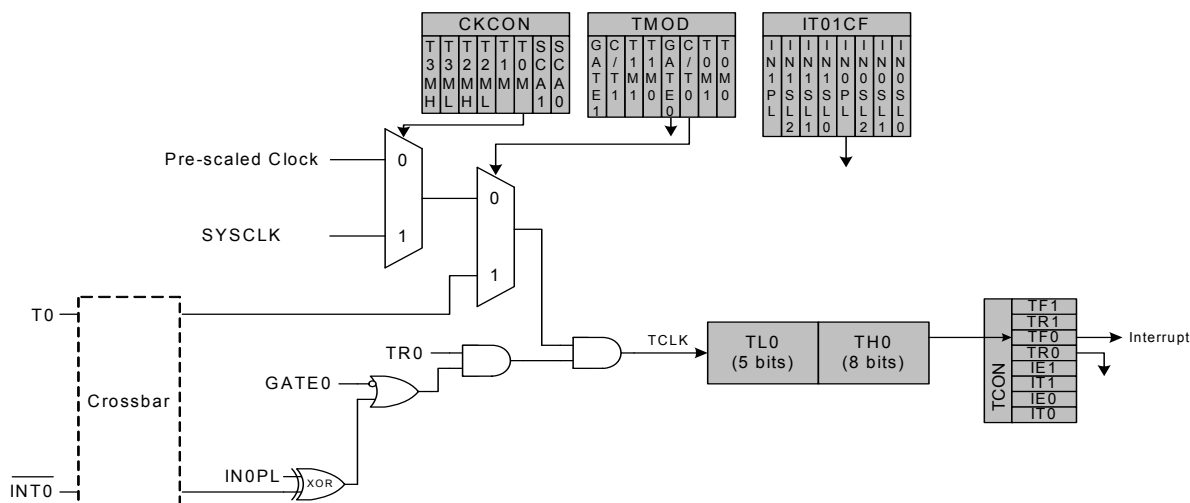 CKCON
T3MH T3ML T2MH T2ML T1M T0M SCA1 SCA0
TMOD
GATE1 C/T1 T1M1 T1M0 GATE0 C/T0 T0M1 T0M0
IT01CF
IN1PL IN1SL2 IN1SL1 IN1SL0 IN0PL IN0SL2 IN0SL1 IN0SL0
Pre-scaled Clock
0
SYSCLK
1
0
1
T0
Crossbar
INT0
TR0
GATE0
IN0PL
XOR
TCLK
TL0
(5 bits)
TH0
(8 bits)
TCON
TF1
TR1
TF0
TR0
IE1
IT1
IE0
IT0
Interrupt